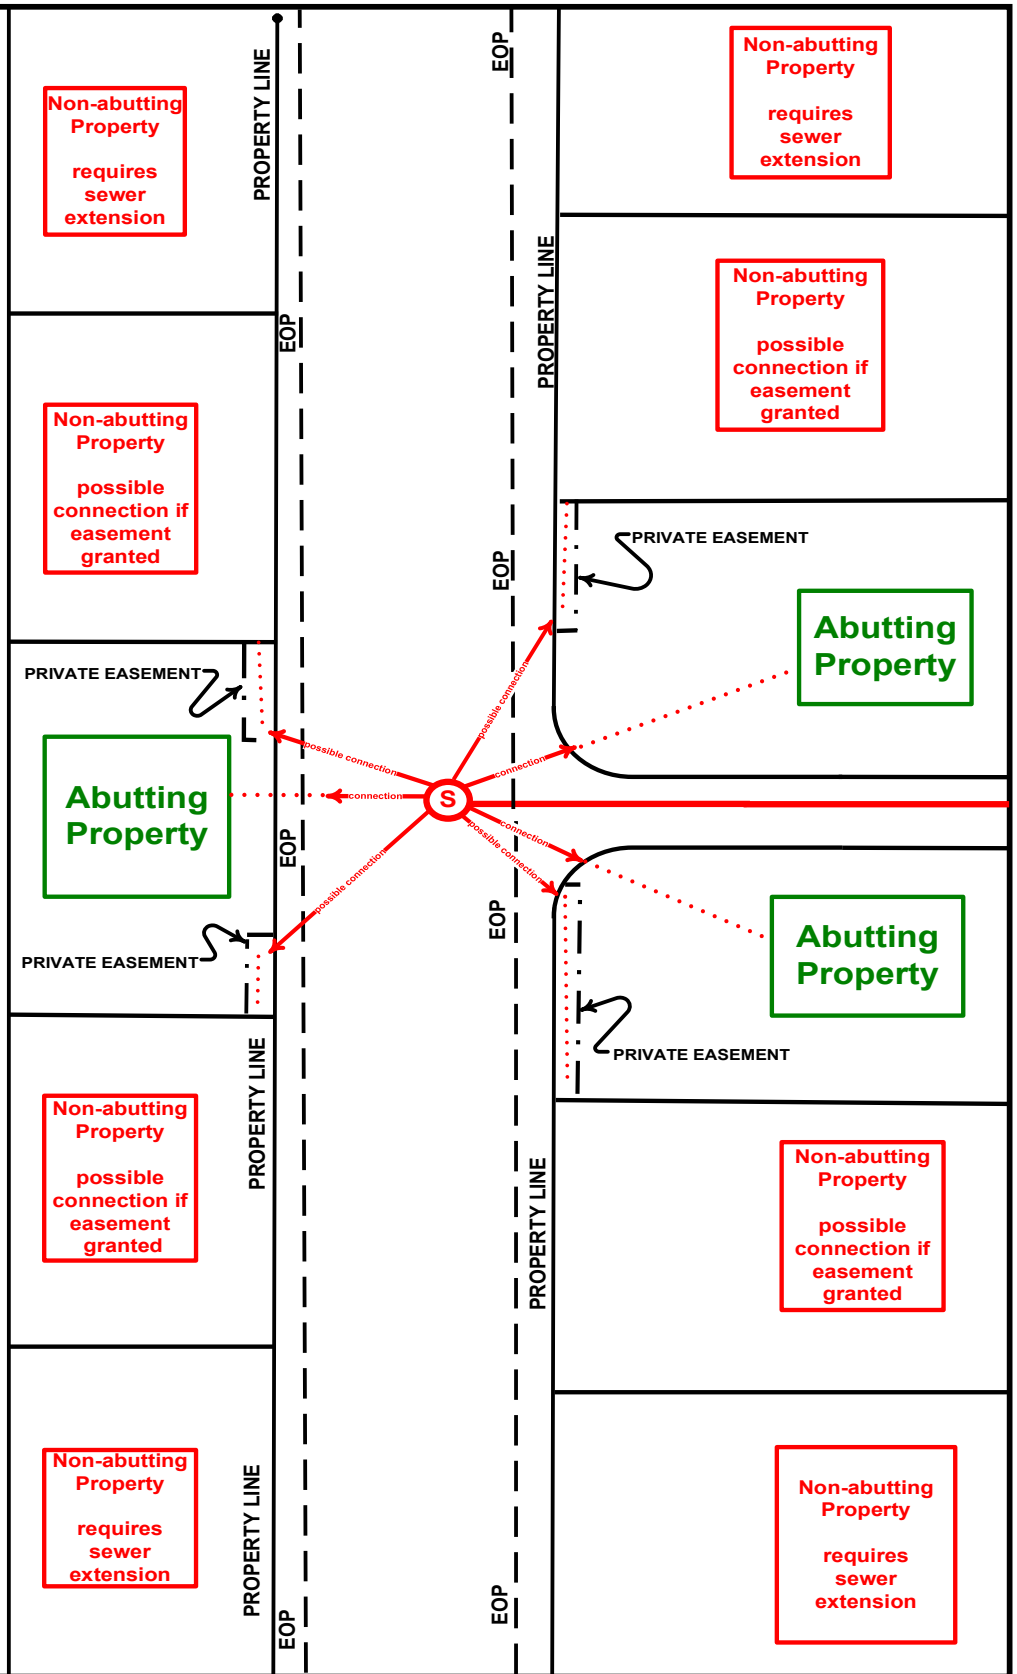 Non-abutting
Property
requires
sewer
extension
PROPERTY LINE
EOP
EOP
Non-abutting
Property
requires
sewer
extension
Non-abutting
Property
possible
connection if
easement
granted
PROPERTY LINE
Non-abutting
Property
possible
connection if
easement
granted
EOP
PRIVATE EASEMENT
Abutting
Property
PRIVATE EASEMENT
possible connection
possible connection
connection
connection
S
Abutting
Property
EOP
possible connection
connection
possible connection
EOP
Abutting
Property
PRIVATE EASEMENT
PRIVATE EASEMENT
PROPERTY LINE
Non-abutting
Property
possible
connection if
easement
granted
PROPERTY LINE
Non-abutting
Property
possible
connection if
easement
granted
Non-abutting
Property
requires
sewer
extension
PROPERTY LINE
EOP
EOP
Non-abutting
Property
requires
sewer
extension